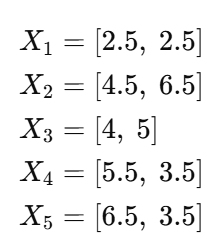 X₁ = [2.5, 2.5]
X₂ = [4.5, 6.5]
X₃ = [4, 5]
X₄ = [5.5, 3.5]
X₅ = [6.5, 3.5]